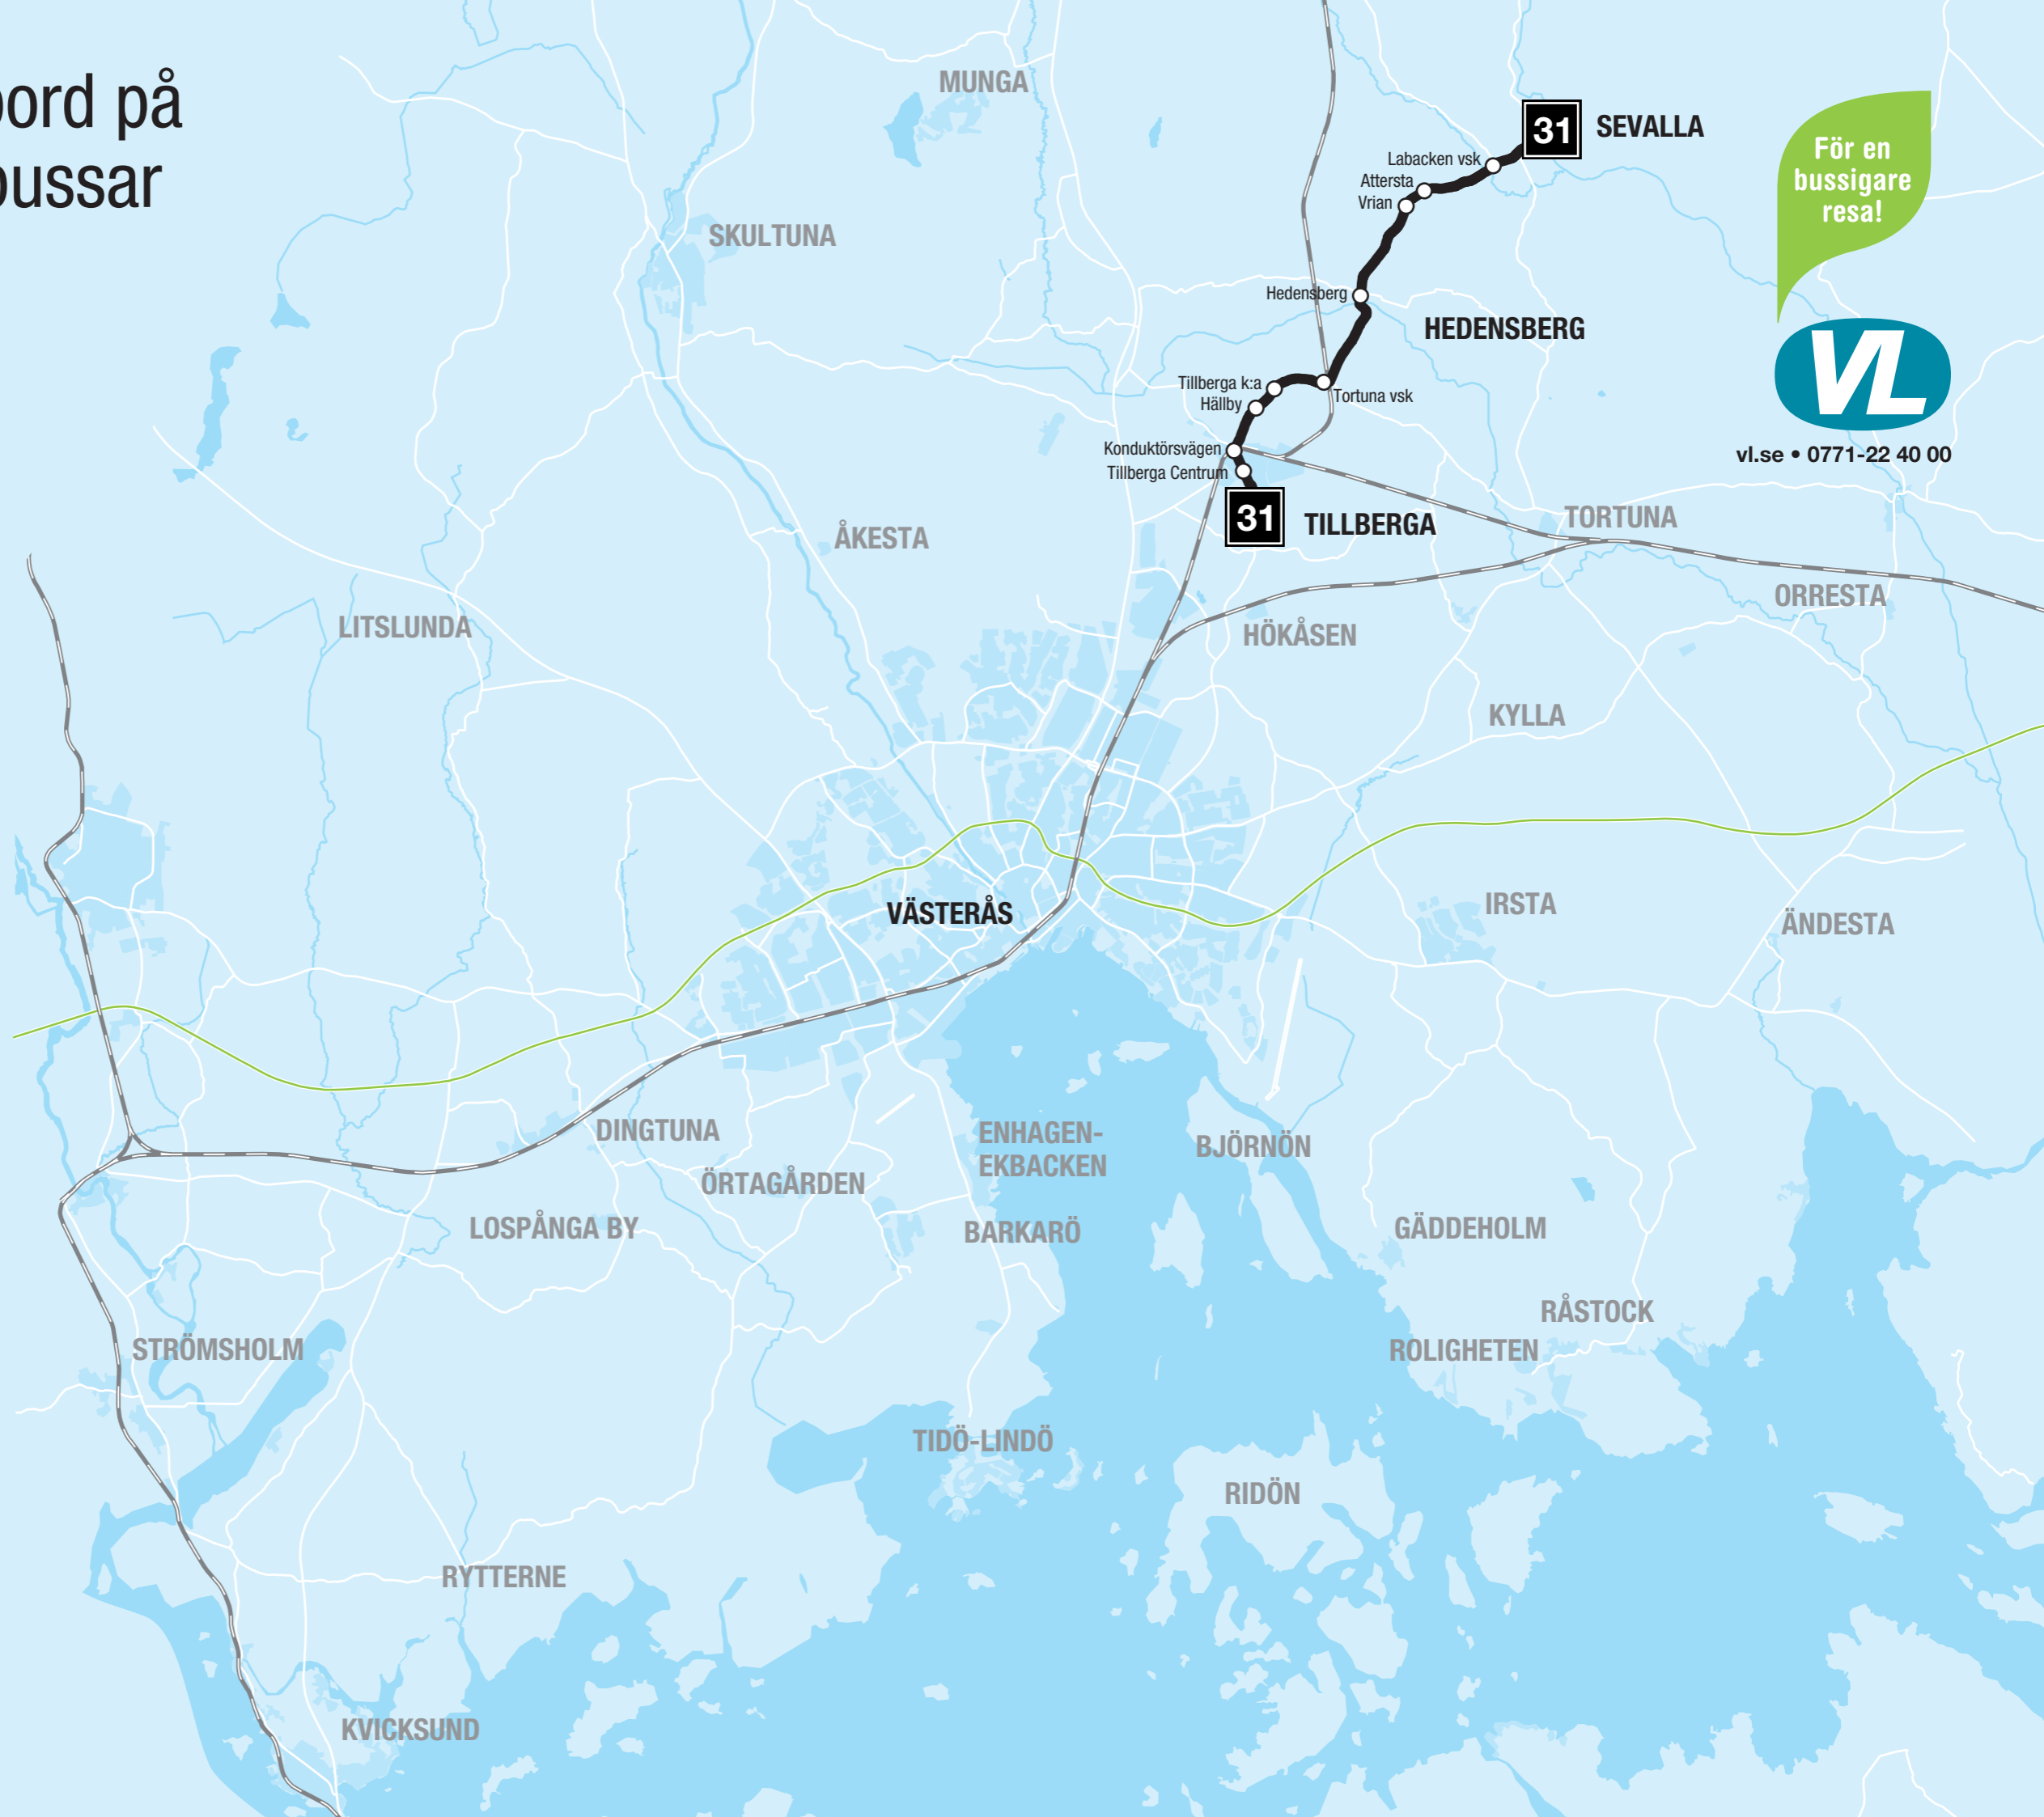 bord på
bussar
MUNGA
31 SEVALLA
För en
bussigare
resa!
Labacken vsk
Attersta
Vrian
SKULTUNA
Hedensberg
HEDENSBERG
VL
Tillberga k:a
Tortuna vsk
Hällby
Konduktörsvägen
vl.se • 0771-22 40 00
Tillberga Centrum
31 TILLBERGA
TORTUNA
ÅKESTA
ORRESTA
LITSLUNDA
HÖKÅSEN
KYLLA
VÄSTERÅS
IRSTA
ÄNDESTA
DINGTUNA
ENHAGEN-
EKBACKEN
BJÖRNÖN
ÖRTAGÅRDEN
LOSPÅNGA BY
BARKARÖ
GÄDDEHOLM
RÅSTOCK
STRÖMSHOLM
ROLIGHETEN
TIDÖ-LINDÖ
RIDÖN
RYTTERNE
KVICKSUND